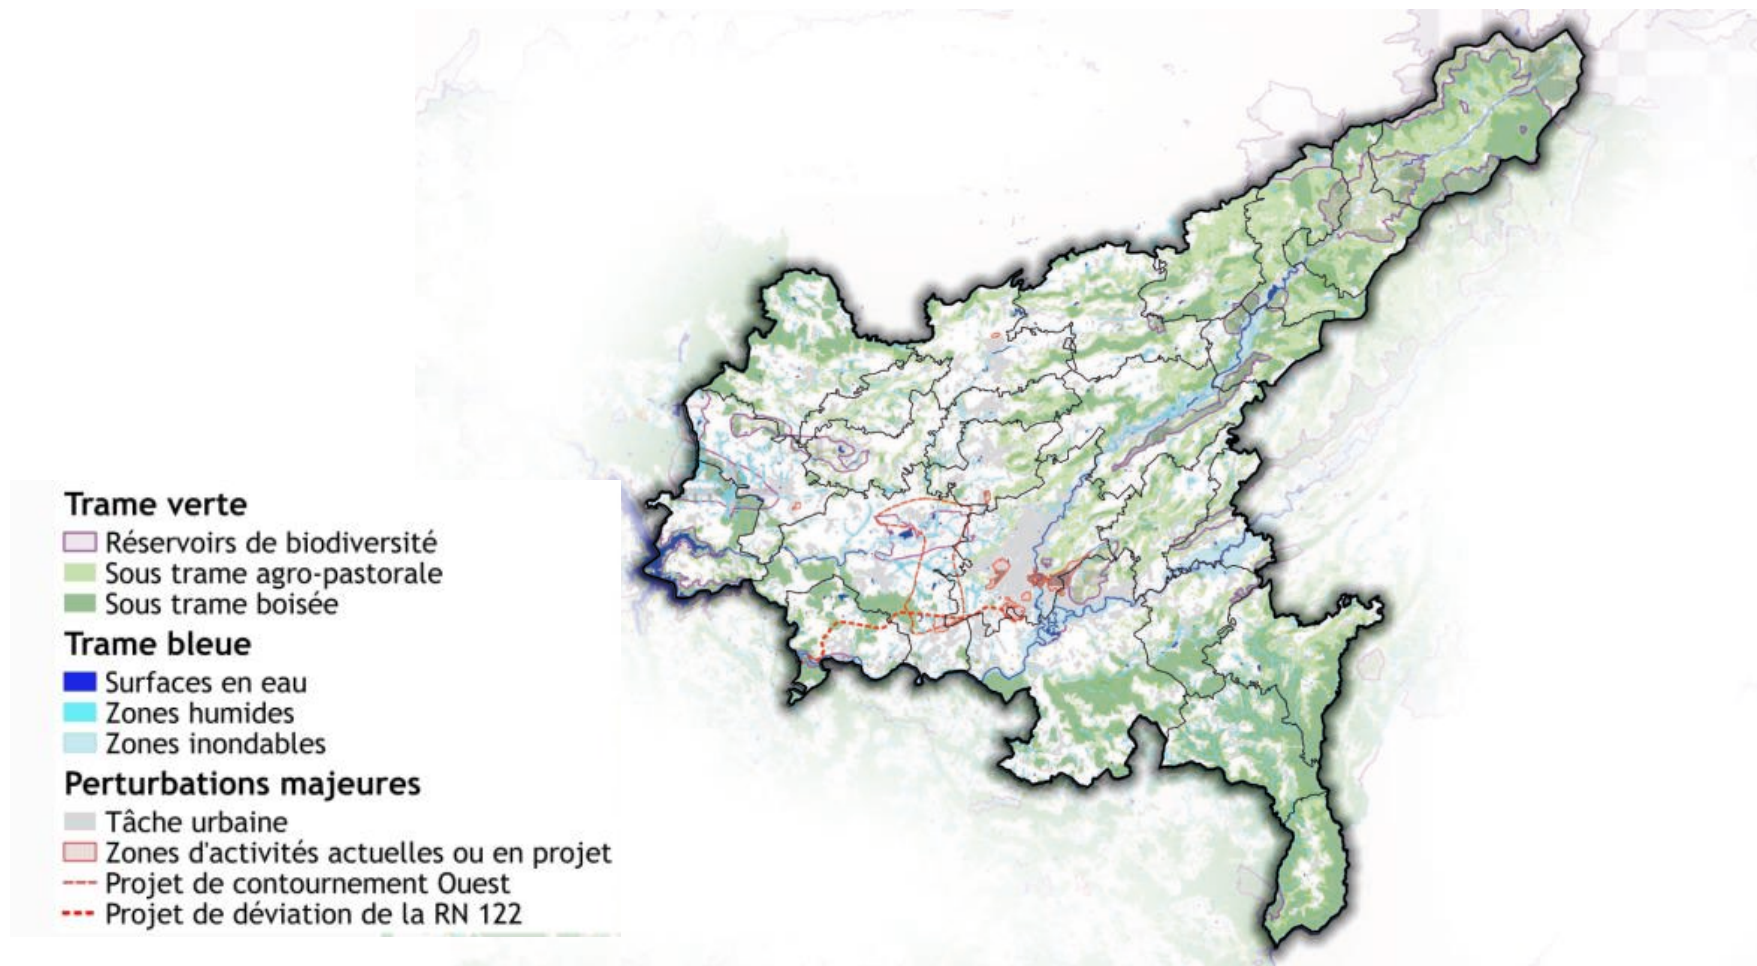 Trame verte
Réservoirs de biodiversité
Sous trame agro-pastorale
Sous trame boisée
Trame bleue
Surfaces en eau
Zones humides
Zones inondables
Perturbations majeures
Tâche urbaine
Zones d'activités actuelles ou en projet
Projet de contournement Ouest
Projet de déviation de la RN 122